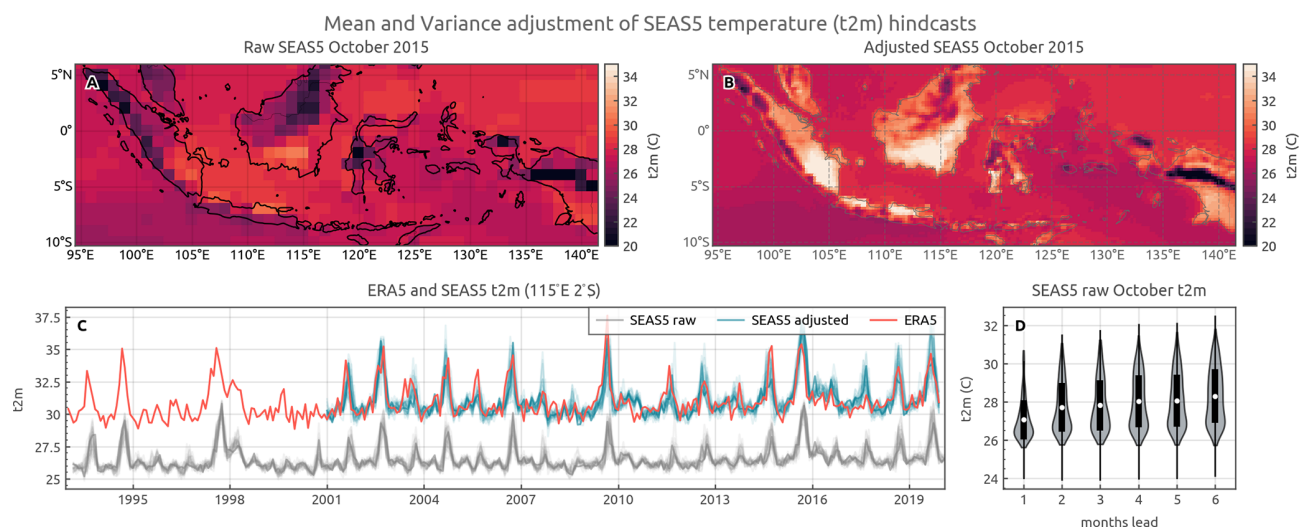 Mean and Variance adjustment of SEAS5 temperature (t2m) hindcasts
Raw SEAS5 October 2015
Adjusted SEAS5 October 2015
A
5°N
0°
5°S
10°S
95°E 100°E 105°E 110°E 115°E 120°E 125°E 130°E 135°E 140°E
34
32
30
28
26
24
22
20
t2m (C)
B
5°N
0°
5°S
10°S
95°E 100°E 105°E 110°E 115°E 120°E 125°E 130°E 135°E 140°E
34
32
30
28
26
24
22
20
t2m (C)
ERA5 and SEAS5 t2m (115°E 2°S)
C
SEAS5 raw SEAS5 adjusted ERA5
t2m
37.5
35
32.5
30
27.5
25
1995 1998 2001 2004 2007 2010 2013 2016 2019
SEAS5 raw October t2m
D
t2m (C)
32
30
28
26
24
1 2 3 4 5 6
months lead